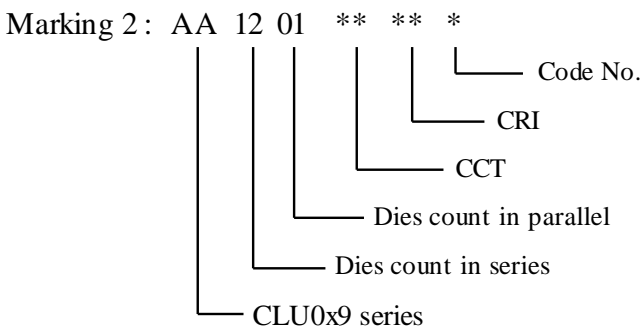 Marking 2 : AA 12 01 ** ** *
Code No.
CRI
CCT
Dies count in parallel
Dies count in series
CLU0x9 series